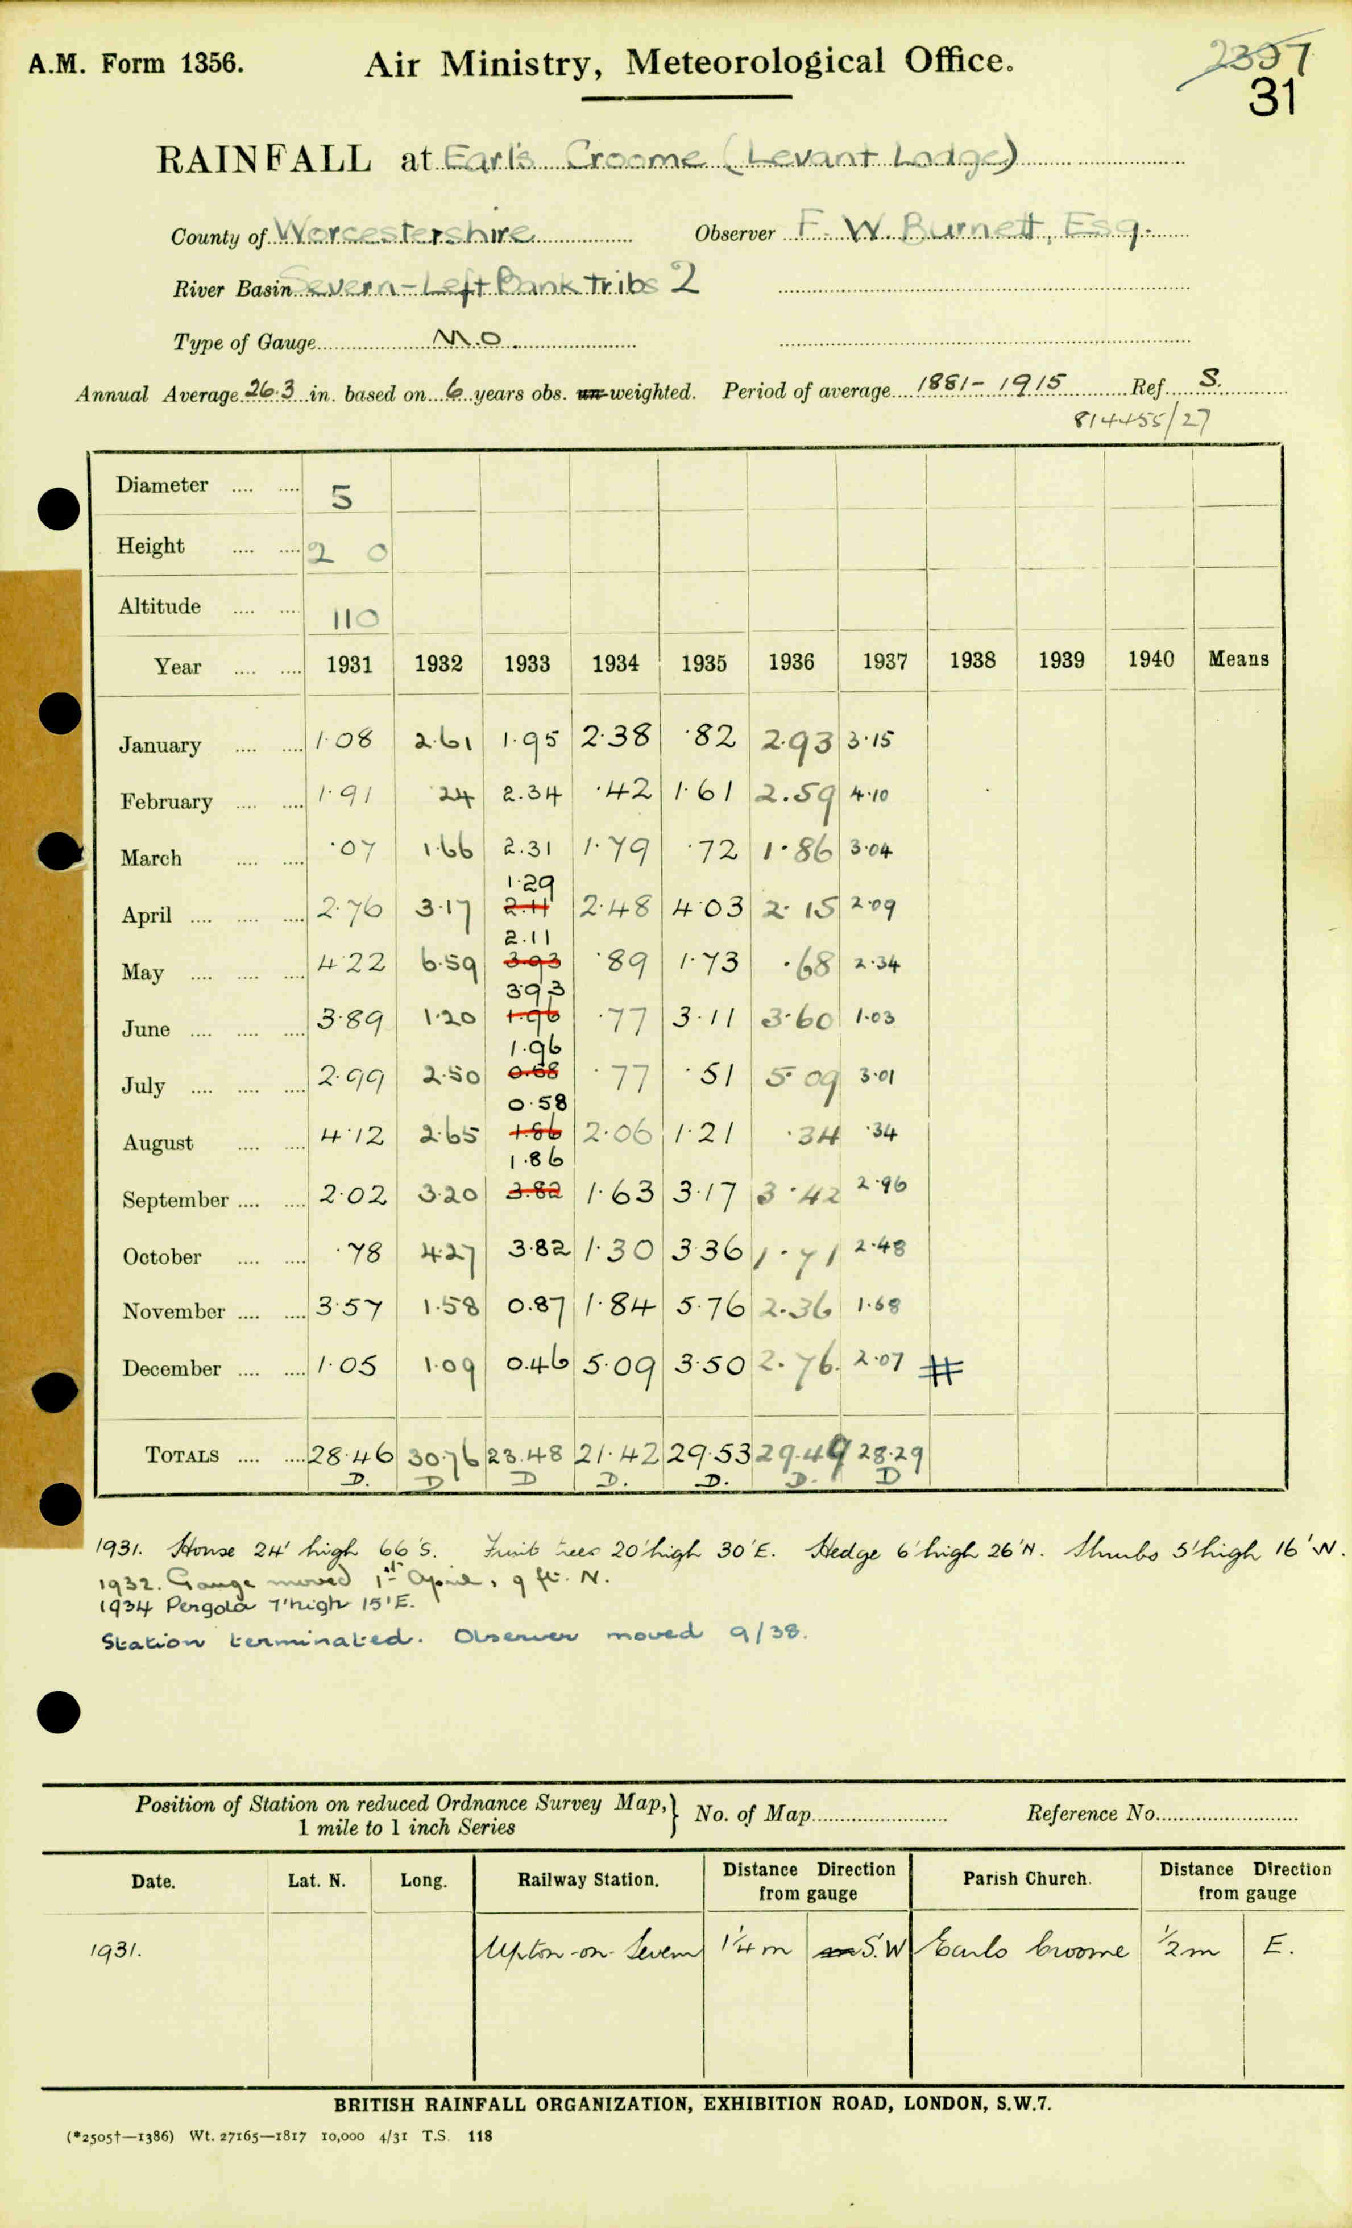 A.M. Form 1356. Air Ministry, Meteorological Office. 2397
31
RAINFALL at Earl's Croome (Levant Lodge)
County of Worcestershire Observer F. W. Burnett, Esq.
River Basin Severn-Left Bank tribs 2
Type of Gauge M.O.
Annual Average 26.3 in. based on 6 years obs. un-weighted. Period of average 1881-1915 Ref. S.
814455/27
Diameter 5
Height 2 0
Altitude 110
Year 1931 1932 1933 1934 1935 1936 1937 1938 1939 1940 Means
January 1.08 2.61 1.95 2.38 .82 2.93 3.15
February 1.91 .24 2.34 .42 1.61 2.59 4.10
March .07 1.66 2.31 1.79 .72 1.86 3.04
1.29
April 2.76 3.17 2.11 2.48 4.03 2.15 2.09
2.11
May 4.22 6.59 3.93 .89 1.73 .68 2.34
3.93
June 3.89 1.20 1.96 .77 3.11 3.60 1.03
1.96
July 2.99 2.50 0.58 .77 .51 5.09 3.01
0.58
August 4.12 2.65 1.86 2.06 1.21 .34 .34
1.86
September 2.02 3.20 3.82 1.63 3.17 3.42 2.96
October .78 4.27 3.82 1.30 3.36 1.71 2.48
November 3.57 1.58 0.87 1.84 5.76 2.36 1.68
December 1.05 1.09 0.46 5.09 3.50 2.76 2.07 #
TOTALS 28.46 30.76 23.48 21.42 29.53 29.49 28.29
D. D D D. D. D. D
1931. House 24' high 66'S. Fruit trees 20'high 30'E. Hedge 6'high 26'N. Shrubs 5'high 16'W.
1932. Gauge moved 1st April, 9 ft. N.
1934 Pergola 7'high 15'E.
Station terminated. Observer moved 9/38.
Position of Station on reduced Ordnance Survey Map, 1 mile to 1 inch Series } No. of Map Reference No.
Date. Lat. N. Long. Railway Station. Distance Direction from gauge Parish Church. Distance Direction from gauge
1931. Upton-on-Severn 1¼m S.W Earls Croome ½m E.
BRITISH RAINFALL ORGANIZATION, EXHIBITION ROAD, LONDON, S.W.7.
(*2505†—1386) Wt. 27165—1817 10,000 4/31 T.S. 118